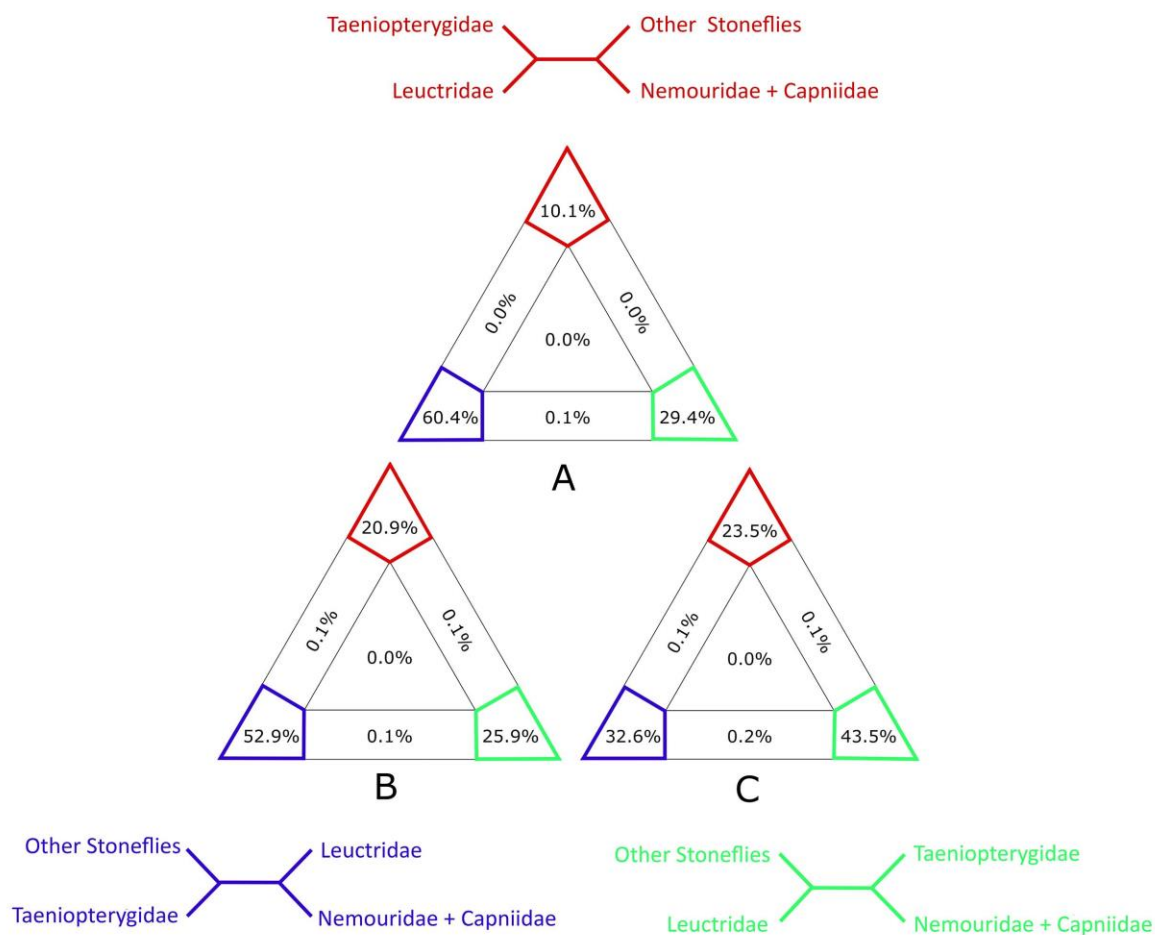 Taeniopterygidae Other Stoneflies
Leuctridae Nemouridae + Capniidae
10.1%
0.0% 0.0%
0.0%
60.4% 0.1% 29.4%
A
20.9% 23.5%
0.1% 0.1% 0.1% 0.1%
0.0% 0.0%
52.9% 0.1% 25.9% 32.6% 0.2% 43.5%
B C
Other Stoneflies Leuctridae Other Stoneflies Taeniopterygidae
Taeniopterygidae Nemouridae + Capniidae Leuctridae Nemouridae + Capniidae